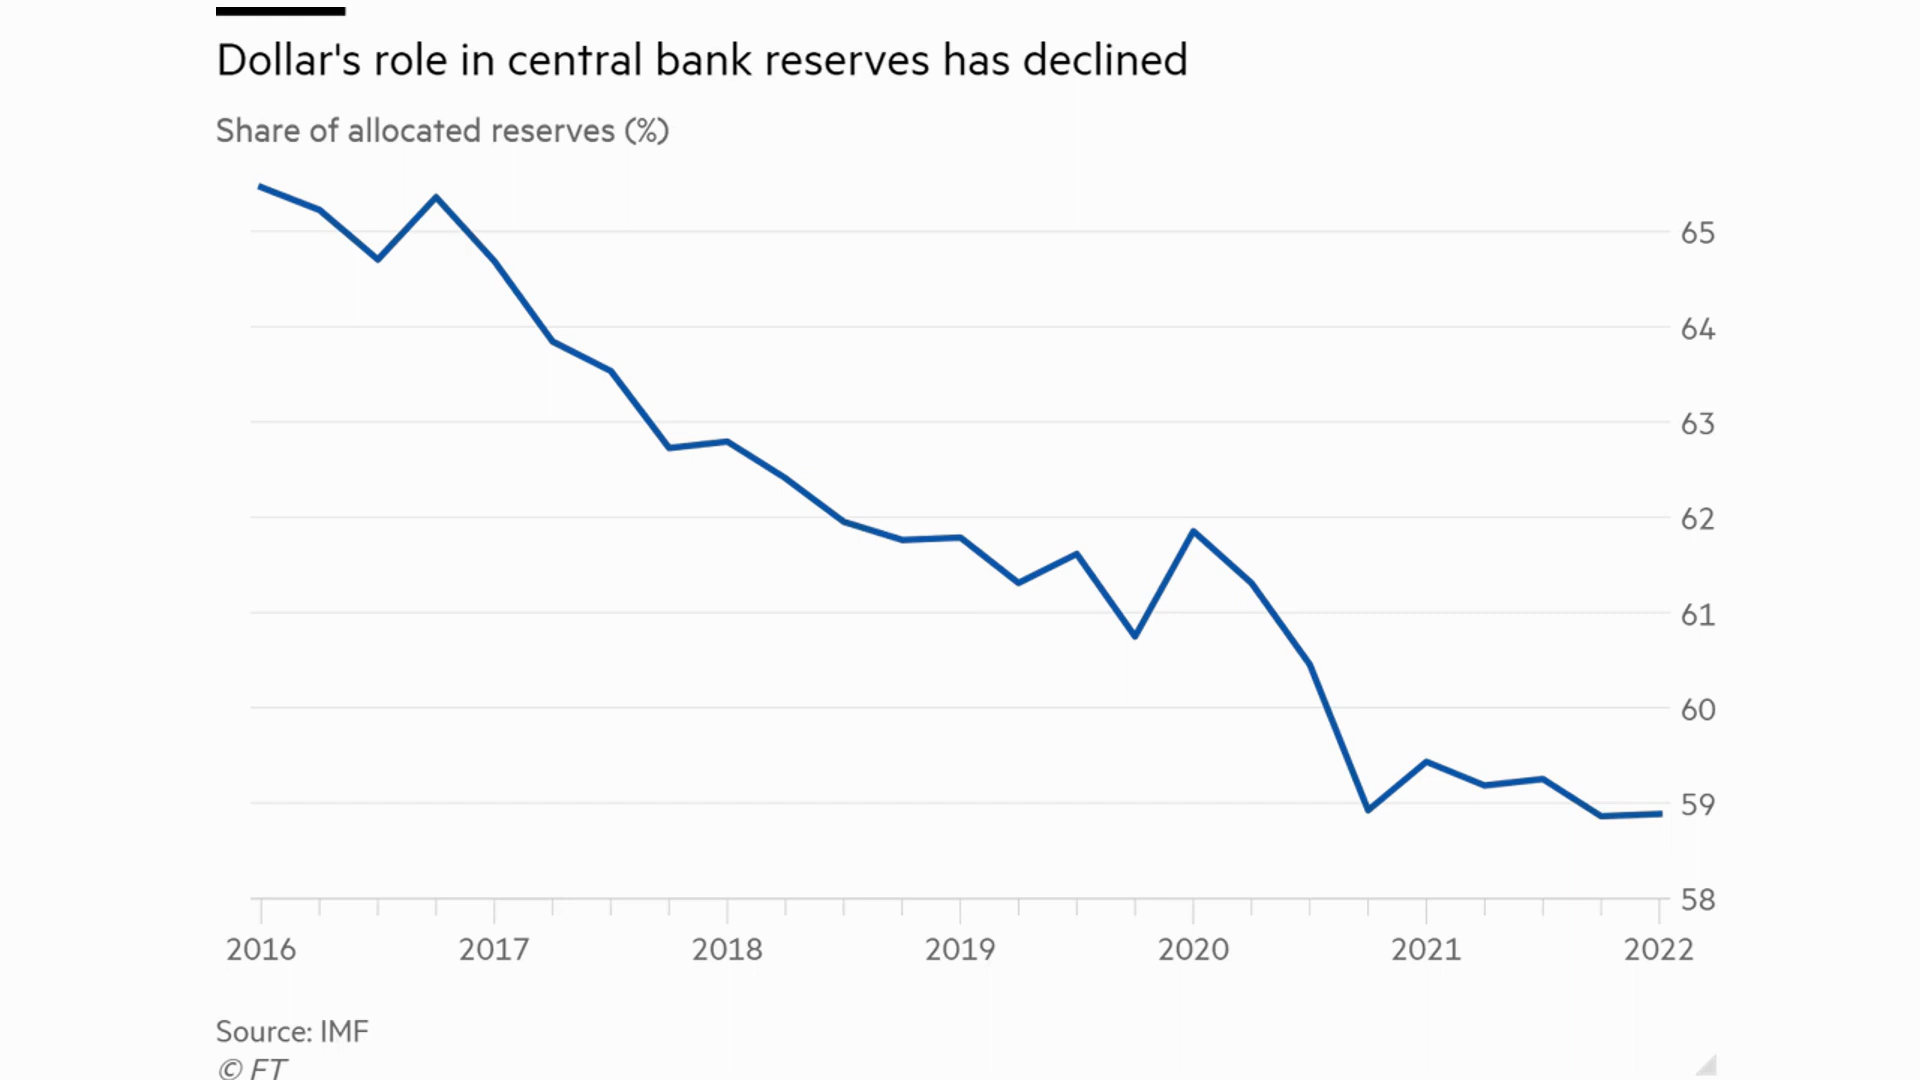 Dollar's role in central bank reserves has declined
Share of allocated reserves (%)
65
64
63
62
61
60
59
58
2016 2017 2018 2019 2020 2021 2022
Source: IMF
© FT